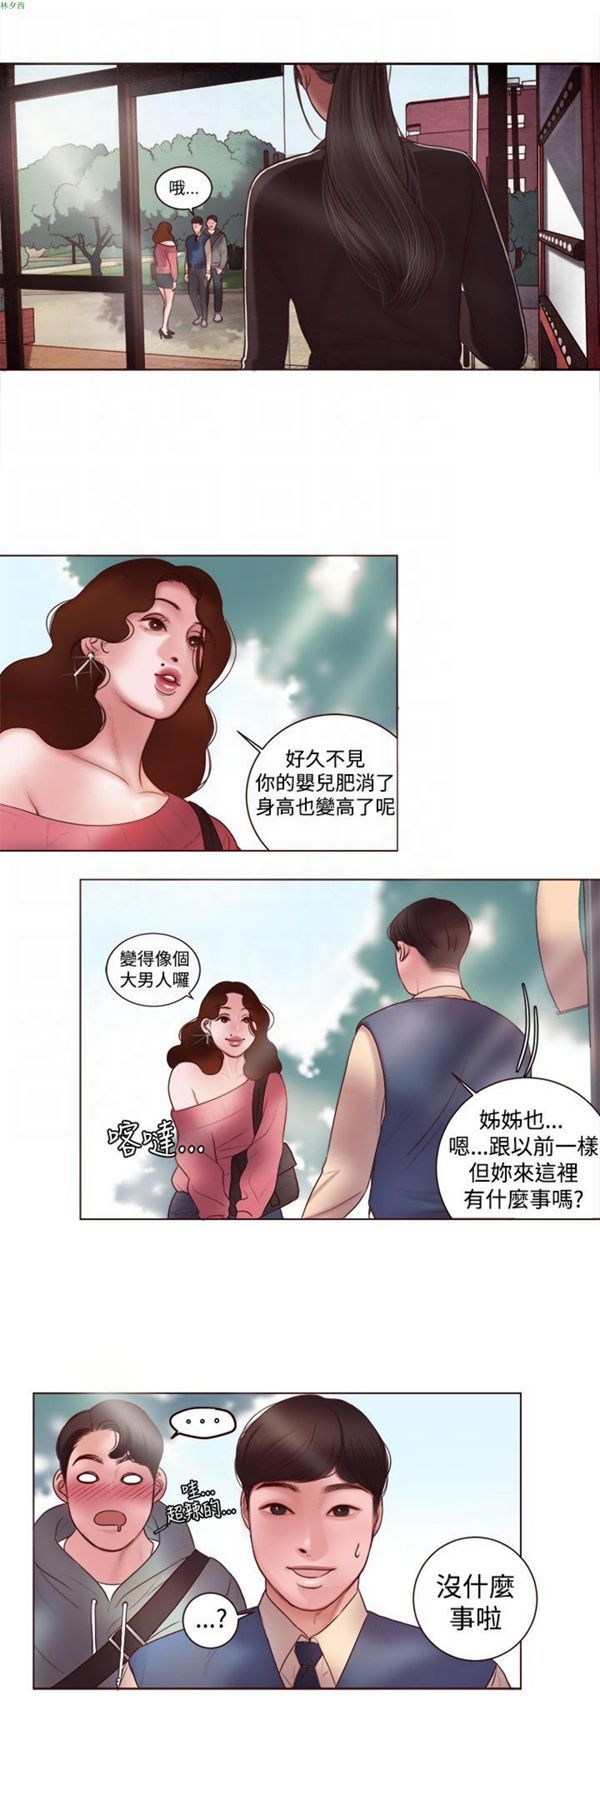 林夕西
哦...
好久不見
你的嬰兒肥消了
身高也變高了呢
變得像個
大男人囉
喀噠...
姊姊也...
嗯...跟以前一樣
但妳來這裡
有什麼事嗎?
...
哇...
超辣的...
...?
沒什麼
事啦